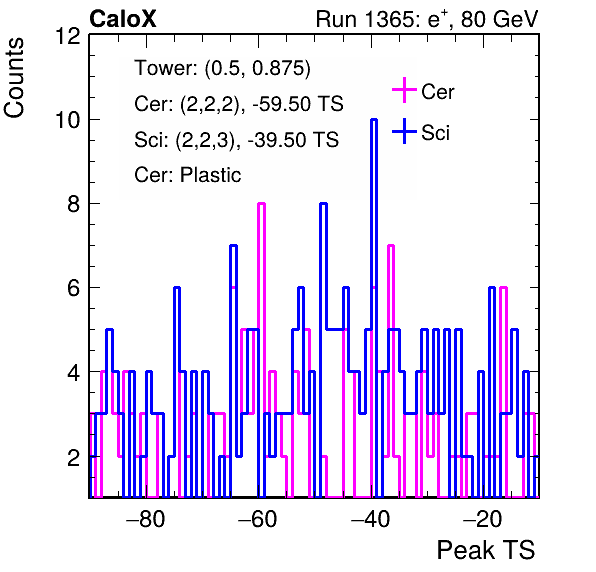 CaloX Run 1365: e+, 80 GeV
Counts
12
10
8
6
4
2
Tower: (0.5, 0.875)
Cer: (2,2,2), -59.50 TS
Sci: (2,2,3), -39.50 TS
Cer: Plastic
Cer
Sci
−80 −60 −40 −20
Peak TS